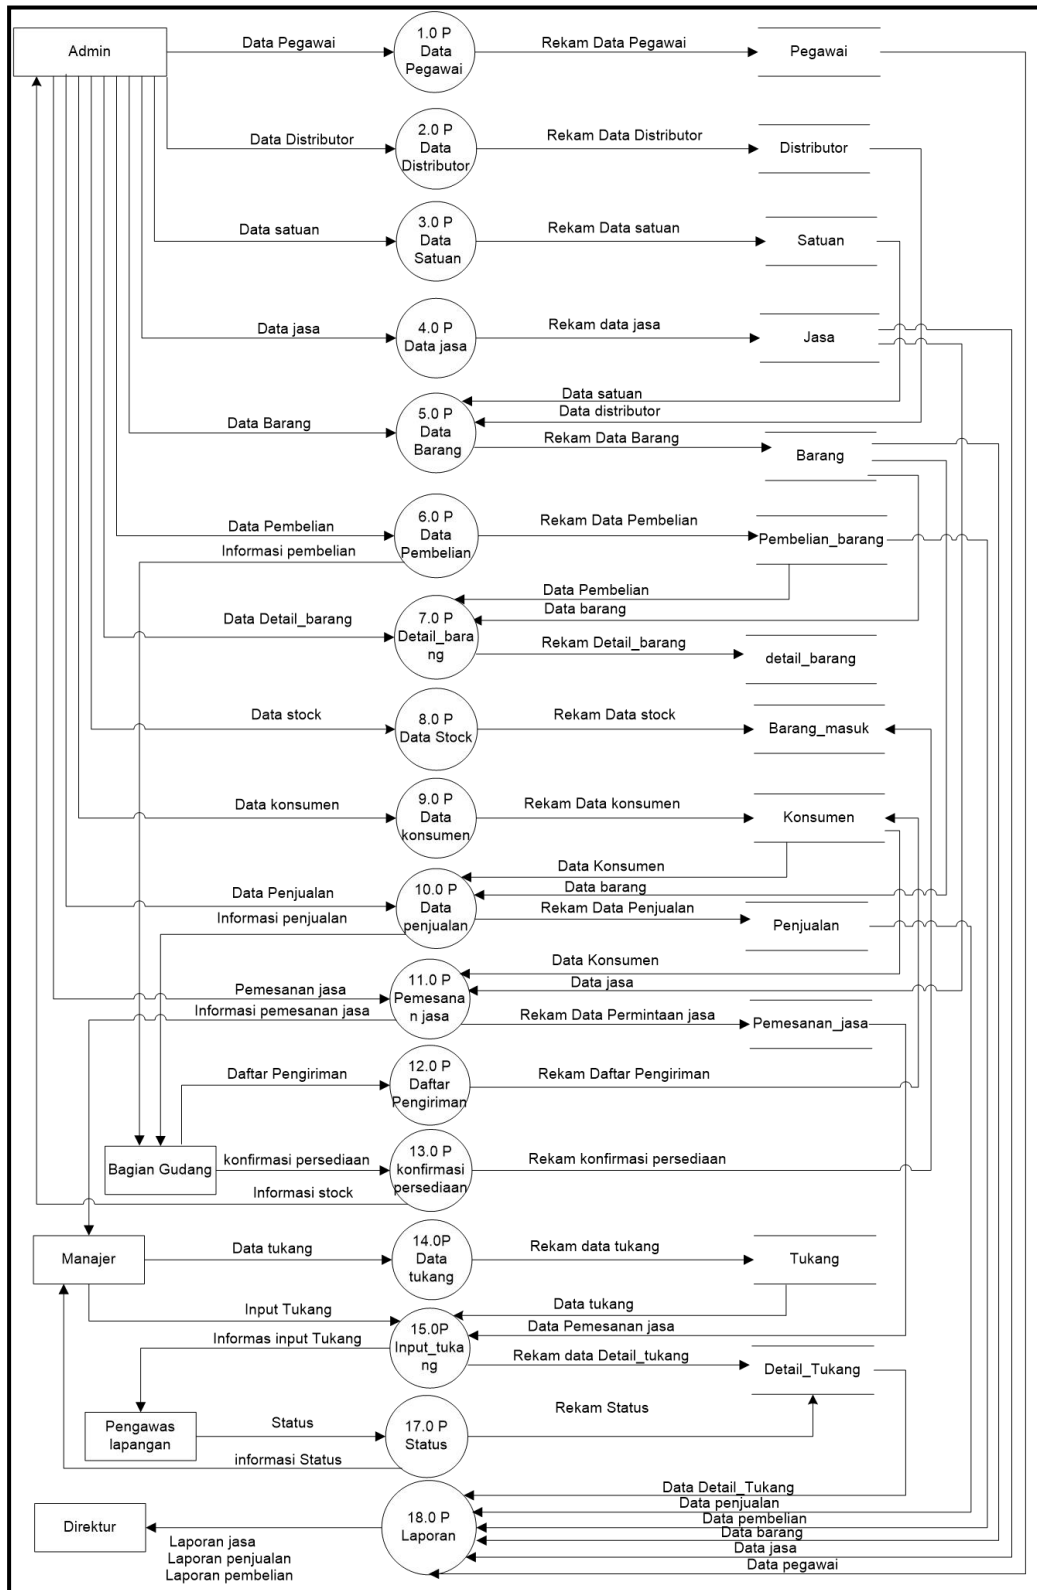 Admin
Data Pegawai
1.0 P
Data
Pegawai
Rekam Data Pegawai
Pegawai
Data Distributor
2.0 P
Data
Distributor
Rekam Data Distributor
Distributor
Data satuan
3.0 P
Data
Satuan
Rekam Data satuan
Satuan
Data jasa
4.0 P
Data jasa
Rekam data jasa
Jasa
Data satuan
Data distributor
Data Barang
5.0 P
Data
Barang
Rekam Data Barang
Barang
Data Pembelian
Informasi pembelian
6.0 P
Data
Pembelian
Rekam Data Pembelian
Pembelian_barang
Data Pembelian
Data barang
Data Detail_barang
7.0 P
Detail_bara
ng
Rekam Detail_barang
detail_barang
Data stock
8.0 P
Data Stock
Rekam Data stock
Barang_masuk
Data konsumen
9.0 P
Data
konsumen
Rekam Data konsumen
Konsumen
Data Konsumen
Data barang
Data Penjualan
Informasi penjualan
10.0 P
Data
penjualan
Rekam Data Penjualan
Penjualan
Data Konsumen
Data jasa
Pemesanan jasa
Informasi pemesanan jasa
11.0 P
Pemesana
n jasa
Rekam Data Permintaan jasa
Pemesanan_jasa
Daftar Pengiriman
12.0 P
Daftar
Pengiriman
Rekam Daftar Pengiriman
Bagian Gudang
konfirmasi persediaan
Informasi stock
13.0 P
konfirmasi
persediaan
Rekam konfirmasi persediaan
Manajer
Data tukang
14.0P
Data
tukang
Rekam data tukang
Tukang
Data tukang
Data Pemesanan jasa
Input Tukang
Informas input Tukang
15.0P
Input_tuka
ng
Rekam data Detail_tukang
Detail_Tukang
Pengawas
lapangan
Status
informasi Status
17.0 P
Status
Rekam Status
Data Detail_Tukang
Data penjualan
Data pembelian
Data barang
Data jasa
Data pegawai
Direktur
18.0 P
Laporan
Laporan jasa
Laporan penjualan
Laporan pembelian